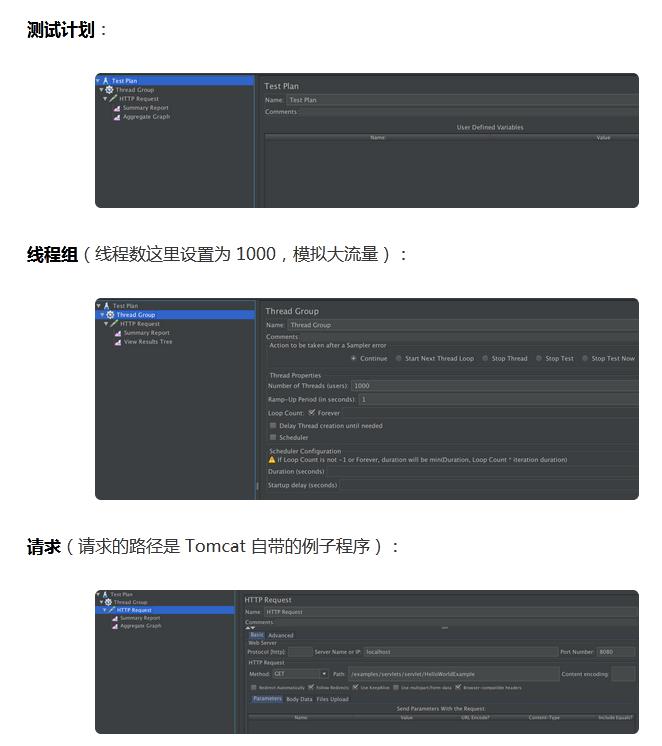 测试计划：
Test Plan
Thread Group
HTTP Request
Summary Report
Aggregate Graph
Test Plan
Name: Test Plan
Comments
User Defined Variables
Name: Value
线程组（线程数这里设置为 1000，模拟大流量）：
Test Plan
Thread Group
HTTP Request
Summary Report
View Results Tree
Thread Group
Name: Thread Group
Comments
Action to be taken after a Sampler error
Continue Start Next Thread Loop Stop Thread Stop Test Stop Test Now
Thread Properties
Number of Threads (users): 1000
Ramp-Up Period (in seconds): 1
Loop Count: Forever
Delay Thread creation until needed
Scheduler
Scheduler Configuration
If Loop Count is not -1 or Forever, duration will be min(Duration, Loop Count * iteration duration)
Duration (seconds)
Startup delay (seconds)
请求（请求的路径是 Tomcat 自带的例子程序）：
Test Plan
Thread Group
HTTP Request
Summary Report
Aggregate Graph
HTTP Request
Name: HTTP Request
Comments
Basic Advanced
Web Server
Protocol [http]: Server Name or IP: localhost Port Number: 8080
HTTP Request
Method: GET Path: /examples/servlets/servlet/HelloWorldExample Content encoding:
Redirect Automatically Follow Redirects Use KeepAlive Use multipart/form-data Browser-compatible headers
Parameters Body Data Files Upload
Send Parameters With the Request:
Name: Value URL Encode? Content-Type Include Equals?